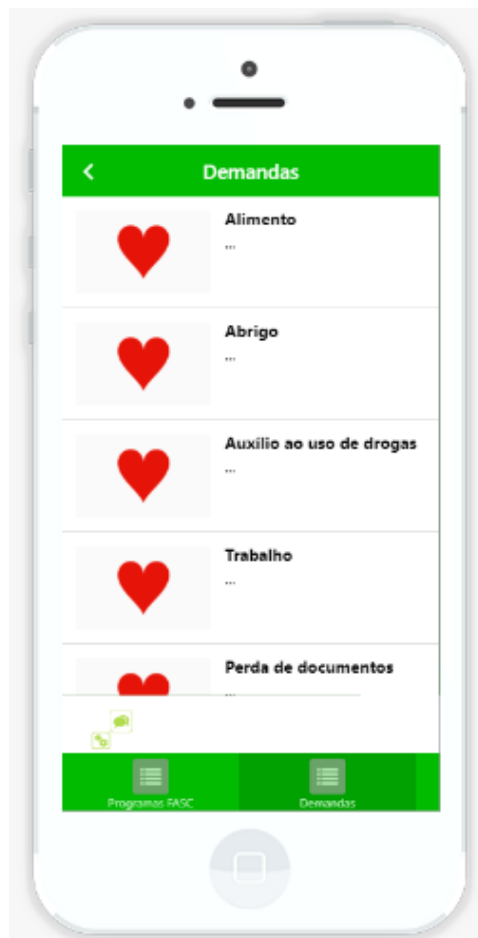 Demandas
Alimento
...
Abrigo
...
Auxílio ao uso de drogas
...
Trabalho
...
Perda de documentos
...
Programas FASC
Demandas